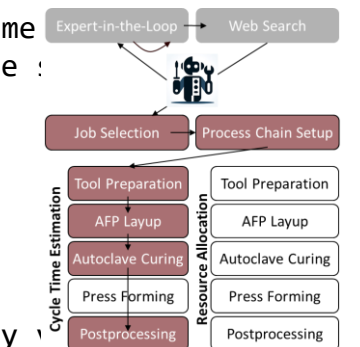 me
Expert-in-the-Loop Web Search
e
Job Selection Process Chain Setup
Cycle Time Estimation
Tool Preparation
AFP Layup
Autoclave Curing
Press Forming
Postprocessing
Resource Allocation
Tool Preparation
AFP Layup
Autoclave Curing
Press Forming
Postprocessing
y